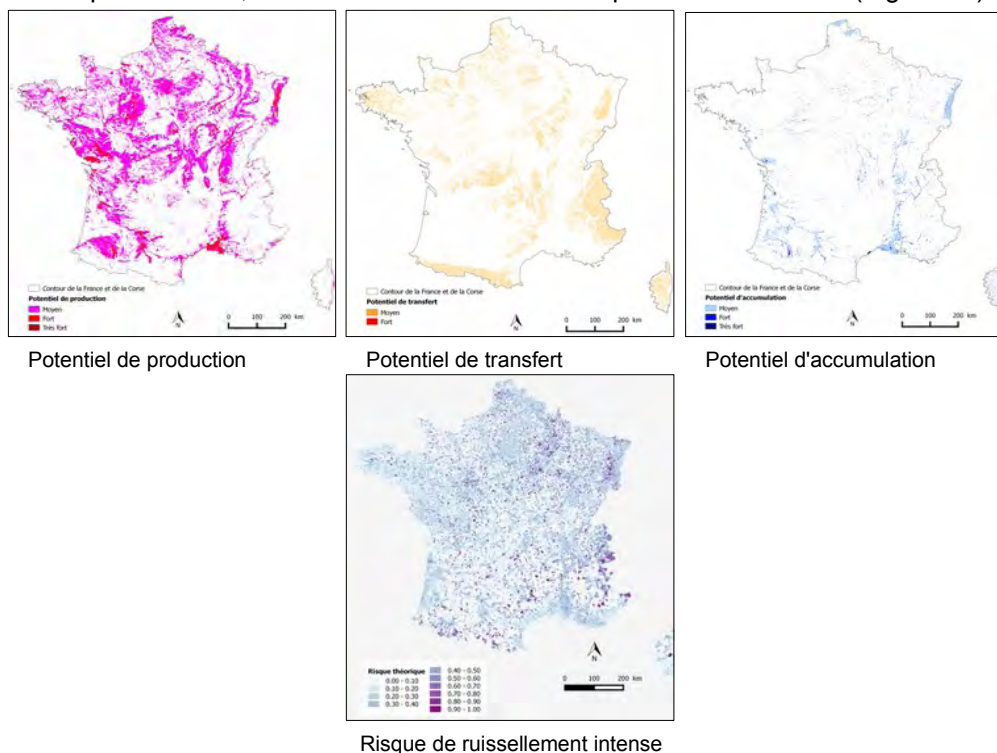 Contour de la France et de la Corse
Potentiel de production
Moyen
Fort
Très fort
N
0 100 200 km
Contour de la France et de la Corse
Potentiel de transfert
Moyen
Fort
N
0 100 200 km
Contour de la France et de la Corse
Potentiel d'accumulation
Moyen
Fort
Très fort
N
0 100 200 km
Potentiel de production
Potentiel de transfert
Potentiel d'accumulation
Risque théorique
0.00 - 0.10
0.10 - 0.20
0.20 - 0.30
0.30 - 0.40
0.40 - 0.50
0.50 - 0.60
0.60 - 0.70
0.70 - 0.80
0.80 - 0.90
0.90 - 1.00
N
0 100 200 km
Risque de ruissellement intense